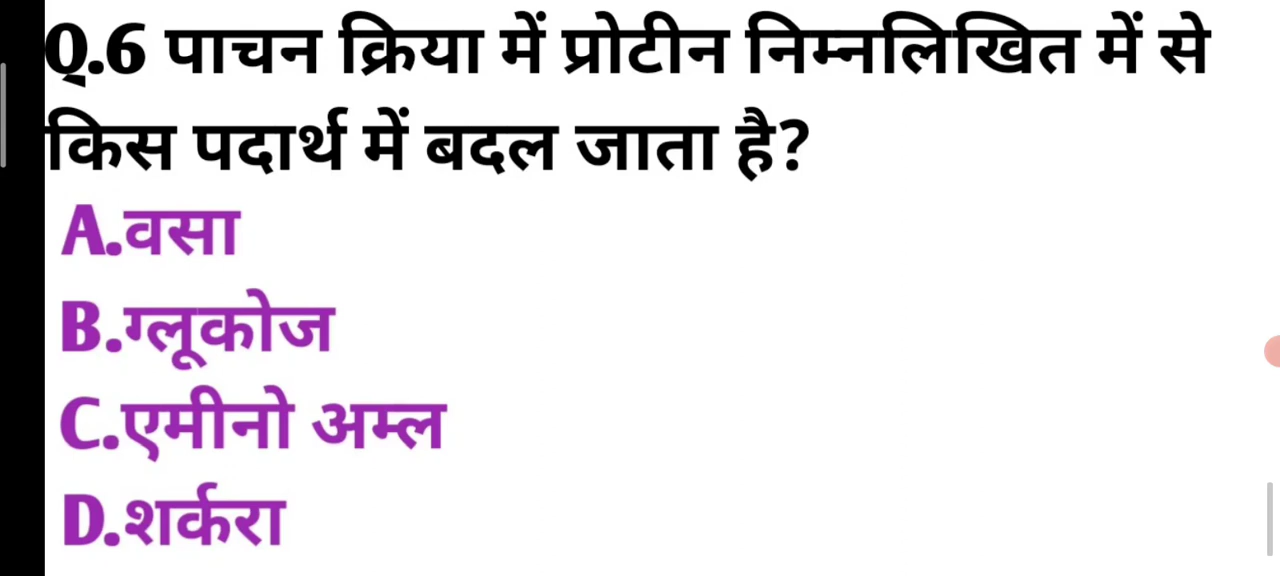 Q.6 पाचन क्रिया में प्रोटीन निम्नलिखित में से
किस पदार्थ में बदल जाता है?
A.वसा
B.ग्लूकोज
C.एमीनो अम्ल
D.शर्करा